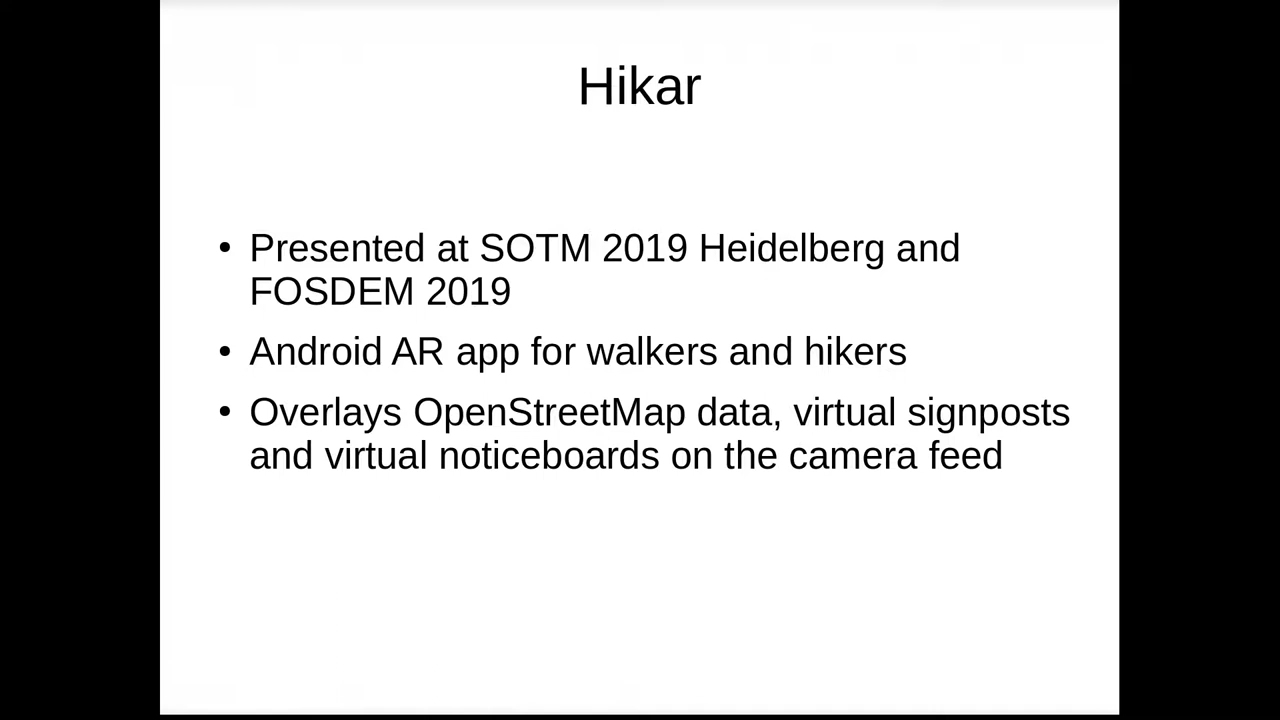 Hikar
• Presented at SOTM 2019 Heidelberg and
FOSDEM 2019
• Android AR app for walkers and hikers
• Overlays OpenStreetMap data, virtual signposts
and virtual noticeboards on the camera feed